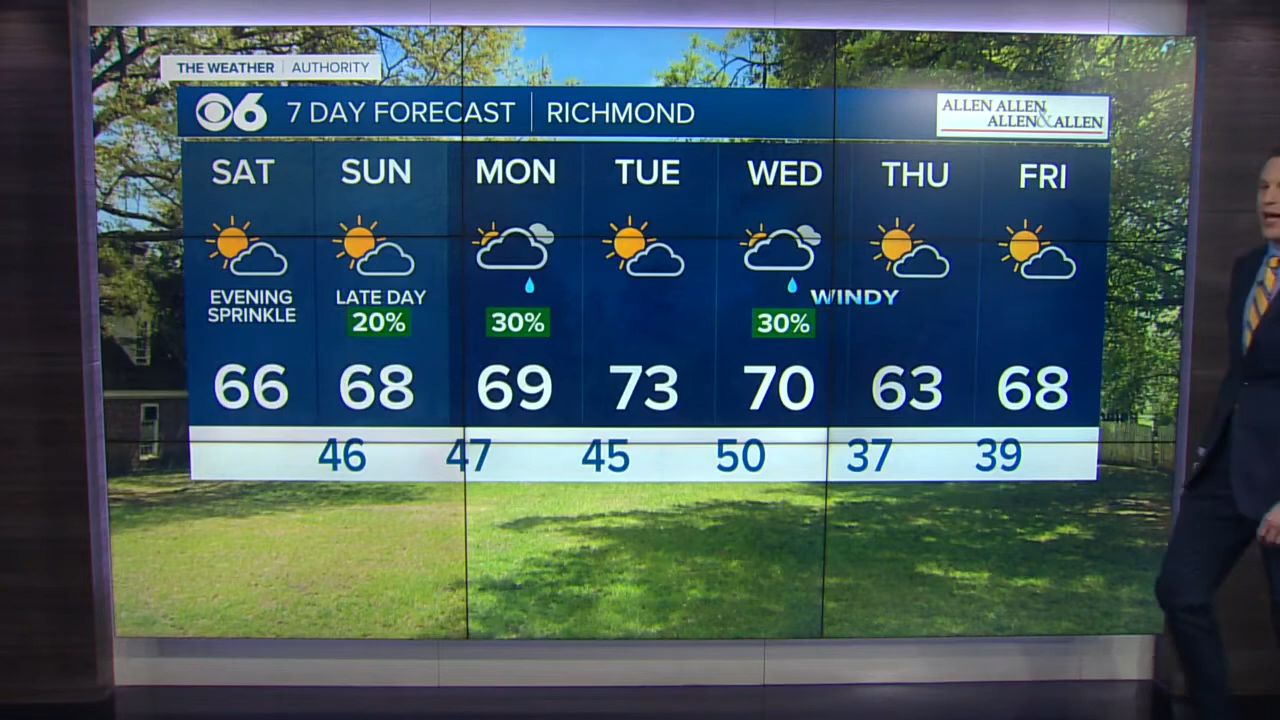 THE WEATHER AUTHORITY
6 7 DAY FORECAST RICHMOND
ALLEN ALLEN
ALLEN&ALLEN
SAT SUN MON TUE WED THU FRI
EVENING
SPRINKLE
LATE DAY
20%
30%
30%
WINDY
66 68 69 73 70 63 68
46 47 45 50 37 39